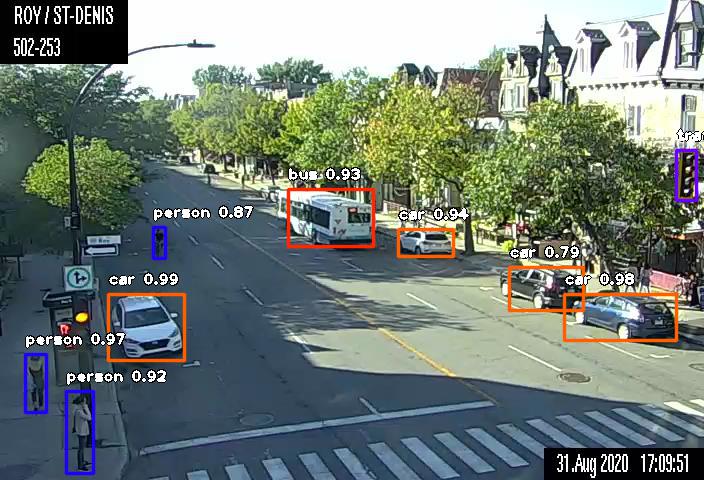 ROY / ST-DENIS
502-253
bus 0.93
person 0.87
car 0.94
car 0.79
car 0.99
car 0.98
person 0.97
person 0.92
31.Aug 2020 17:09:51